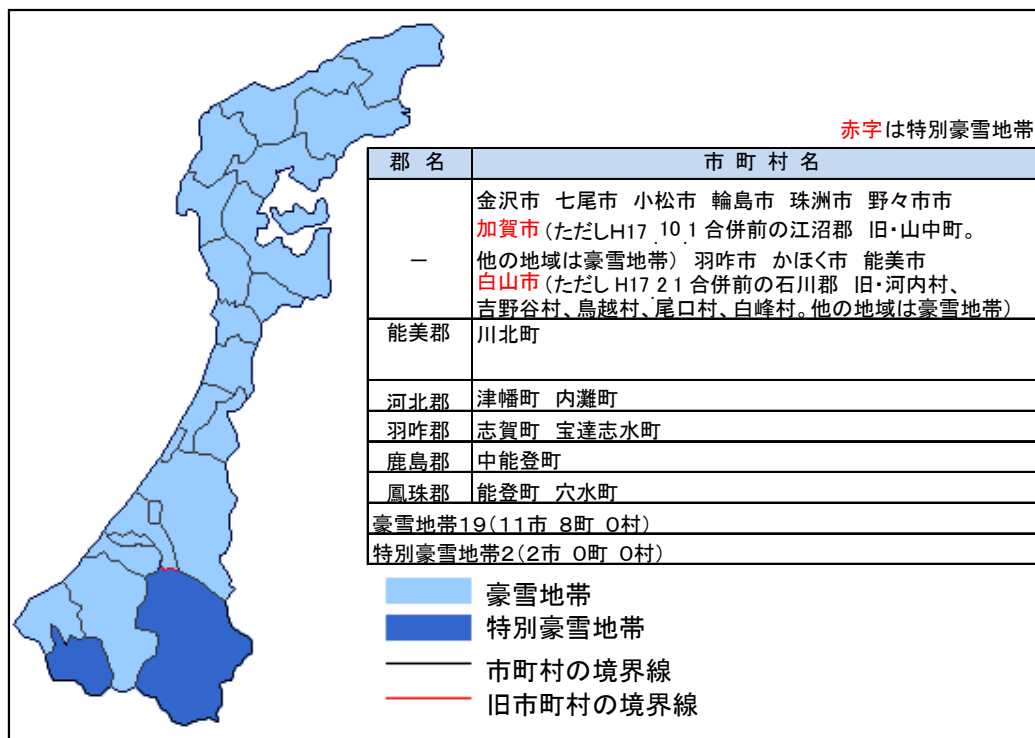 赤字は特別豪雪地帯
郡 名 市 町 村 名
－ 金沢市 七尾市 小松市 輪島市 珠洲市 野々市市
加賀市(ただしH17.10.1合併前の江沼郡 旧・山中町。
他の地域は豪雪地帯) 羽咋市 かほく市 能美市
白山市(ただしH17.2.1合併前の石川郡 旧・河内村、
吉野谷村、鳥越村、尾口村、白峰村。他の地域は豪雪地帯)
能美郡 川北町
河北郡 津幡町 内灘町
羽咋郡 志賀町 宝達志水町
鹿島郡 中能登町
鳳珠郡 能登町 穴水町
豪雪地帯19(11市 8町 0村)
特別豪雪地帯2(2市 0町 0村)
豪雪地帯
特別豪雪地帯
市町村の境界線
旧市町村の境界線